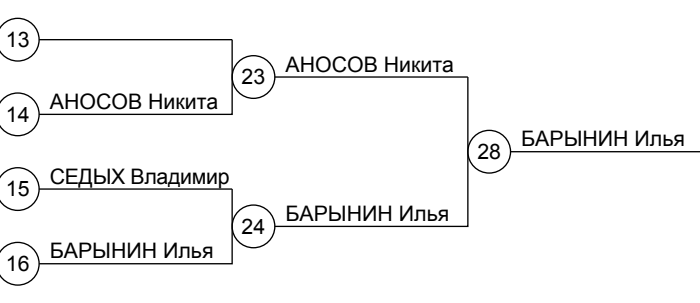 13
23 АНОСОВ Никита
14 АНОСОВ Никита
28 БАРЫНИН Илья
15 СЕДЫХ Владимир
24 БАРЫНИН Илья
16 БАРЫНИН Илья